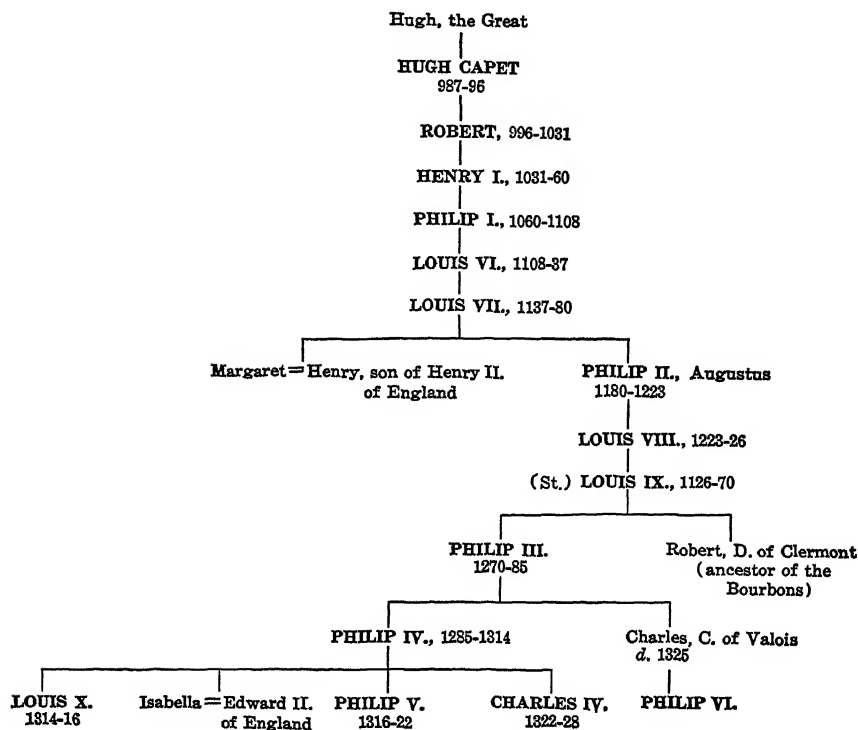 Hugh, the Great
HUGH CAPET
987-96
ROBERT, 996-1031
HENRY I., 1031-60
PHILIP I., 1060-1108
LOUIS VI., 1108-37
LOUIS VII., 1137-80
Margaret=Henry, son of Henry II.
of England
PHILIP II., Augustus
1180-1223
LOUIS VIII., 1223-26
(St.) LOUIS IX., 1126-70
PHILIP III.
1270-85
Robert, D. of Clermont
(ancestor of the
Bourbons)
PHILIP IV., 1285-1314
Charles, C. of Valois
d. 1325
LOUIS X.
1314-16
Isabella=Edward II.
of England
PHILIP V.
1316-22
CHARLES IV.
1322-28
PHILIP VI.